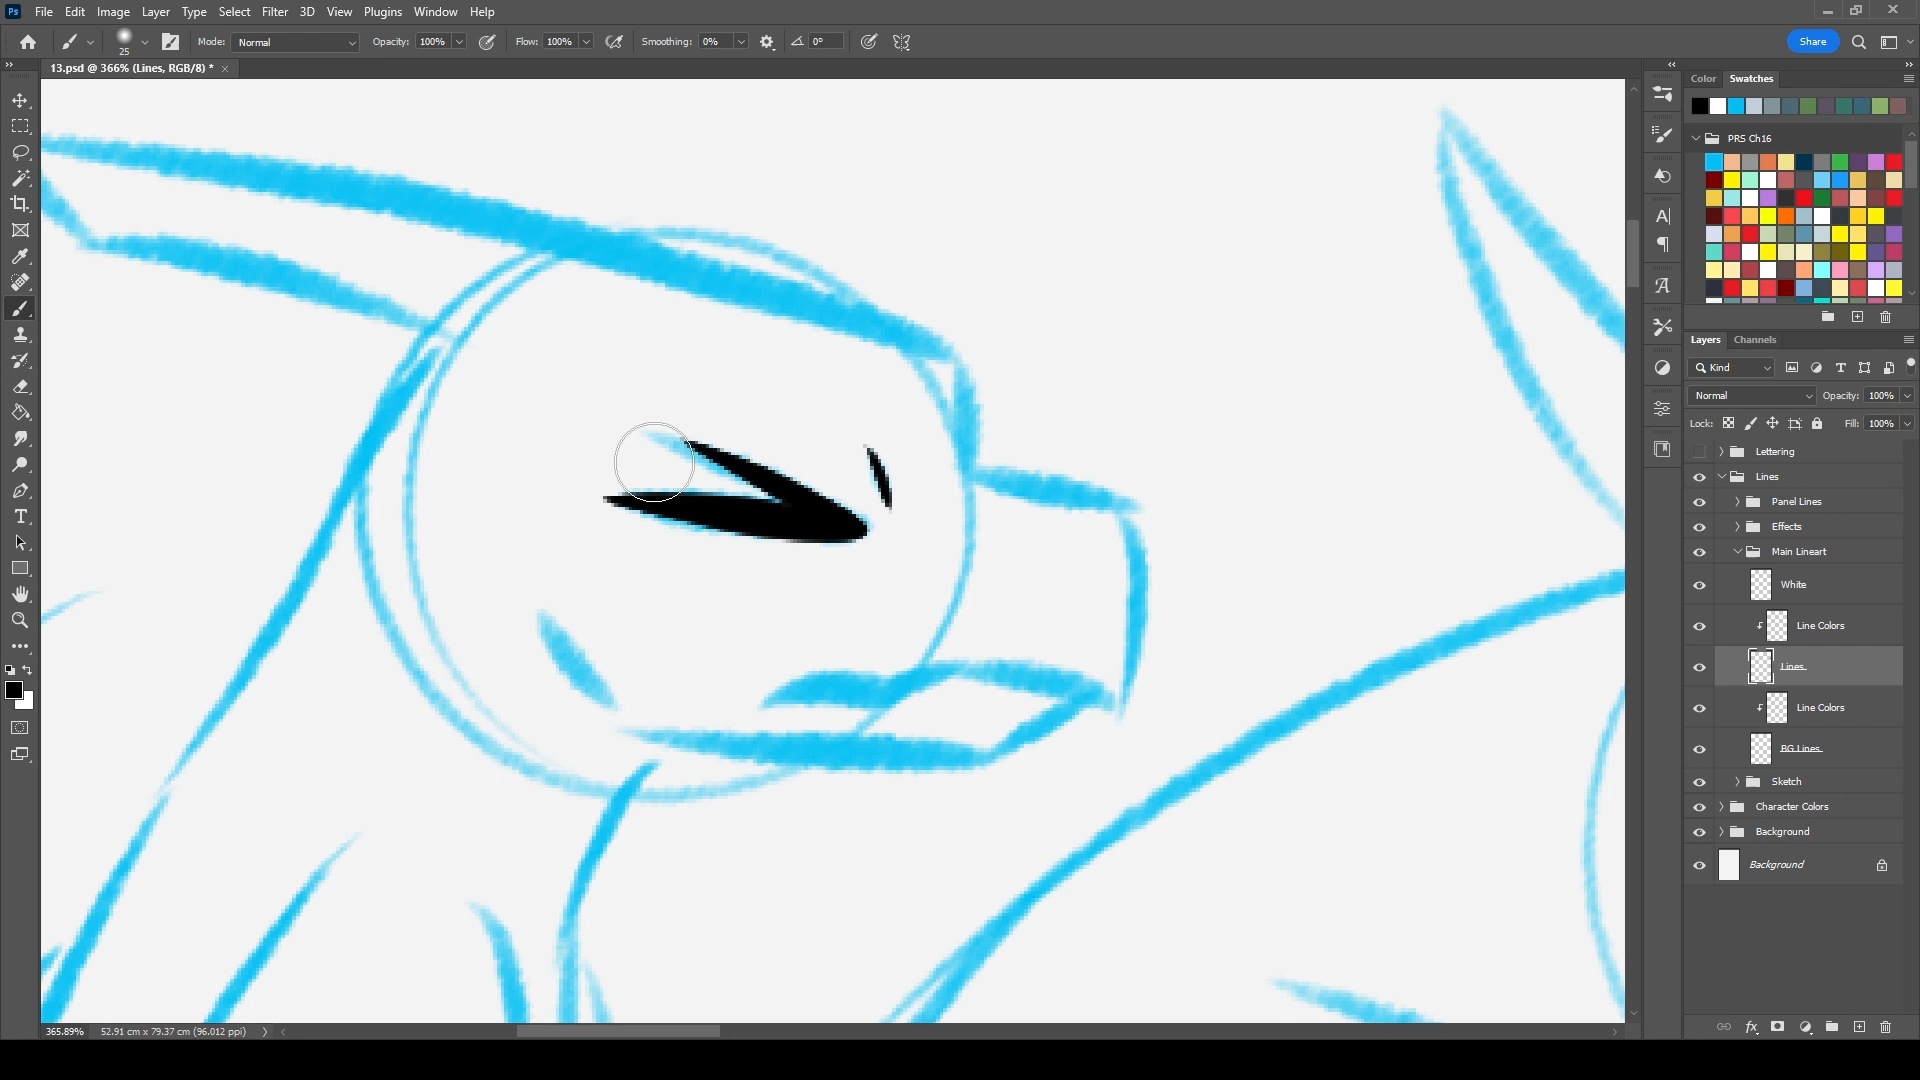 Ps File Edit Image Layer Type Select Filter 3D View Plugins Window Help
25 Mode: Normal Opacity: 100% Flow: 100% Smoothing: 0% 0° Share
13.psd @ 366% (Lines, RGB/8) *
Color Swatches
PRS Ch16
Layers Channels
Kind
Normal Opacity: 100%
Lock: Fill: 100%
Lettering
Lines
Panel Lines
Effects
Main Lineart
White
Line Colors
Lines
Line Colors
BG Lines
Sketch
Character Colors
Background
Background
365.89% 52.91 cm x 79.37 cm (96.012 ppi)